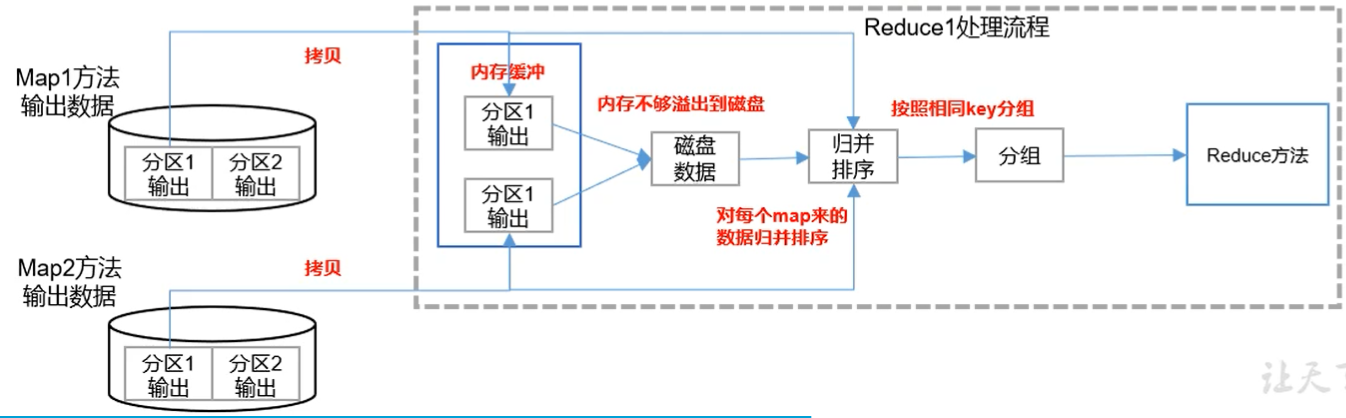 Reduce1处理流程
拷贝
Map1方法
输出数据
分区1
输出
分区2
输出
内存缓冲
分区1
输出
分区1
输出
内存不够溢出到磁盘
磁盘
数据
归并
排序
对每个map来的
数据归并排序
按照相同key分组
分组
Reduce方法
拷贝
Map2方法
输出数据
分区1
输出
分区2
输出
让天